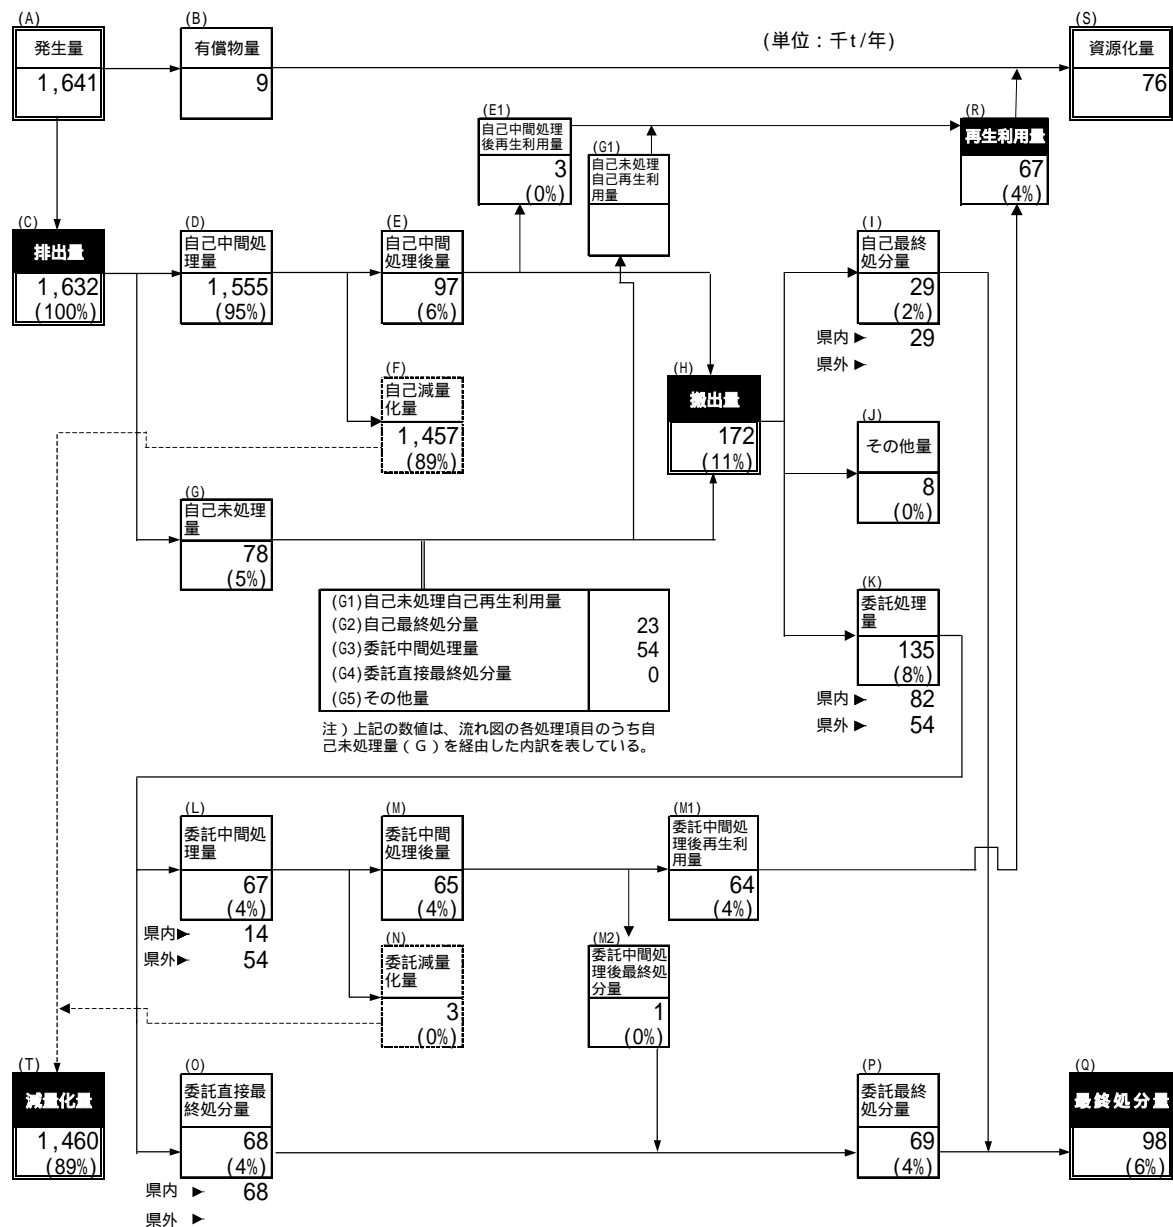 (A)
発生量
1,641
(B)
有償物量
9
(単位：千t/年)
(S)
資源化量
76
(E1)
自己中間処理
後再生利用量
3
(0%)
(G1)
自己未処理
自己再生利
用量
(R)
再生利用量
67
(4%)
(C)
排出量
1,632
(100%)
(D)
自己中間処
理量
1,555
(95%)
(E)
自己中間
処理後量
97
(6%)
(I)
自己最終
処分量
29
(2%)
県内 ► 29
県外 ►
(F)
自己減量
化量
1,457
(89%)
(H)
搬出量
172
(11%)
(J)
その他量
8
(0%)
(G)
自己未処理
量
78
(5%)
(G1)自己未処理自己再生利用量
(G2)自己最終処分量 23
(G3)委託中間処理量 54
(G4)委託直接最終処分量 0
(G5)その他量
注）上記の数値は、流れ図の各処理項目のうち自
己未処理量（Ｇ）を経由した内訳を表している。
(K)
委託処理
量
135
(8%)
県内 ► 82
県外 ► 54
(L)
委託中間処
理量
67
(4%)
県内► 14
県外► 54
(M)
委託中間
処理後量
65
(4%)
(M1)
委託中間処
理後再生利
用量
64
(4%)
(N)
委託減量
化量
3
(0%)
(M2)
委託中間処
理後最終処
分量
1
(0%)
(T)
減量化量
1,460
(89%)
(O)
委託直接最
終処分量
68
(4%)
県内 ► 68
県外 ►
(P)
委託最終
処分量
69
(4%)
(Q)
最終処分量
98
(6%)